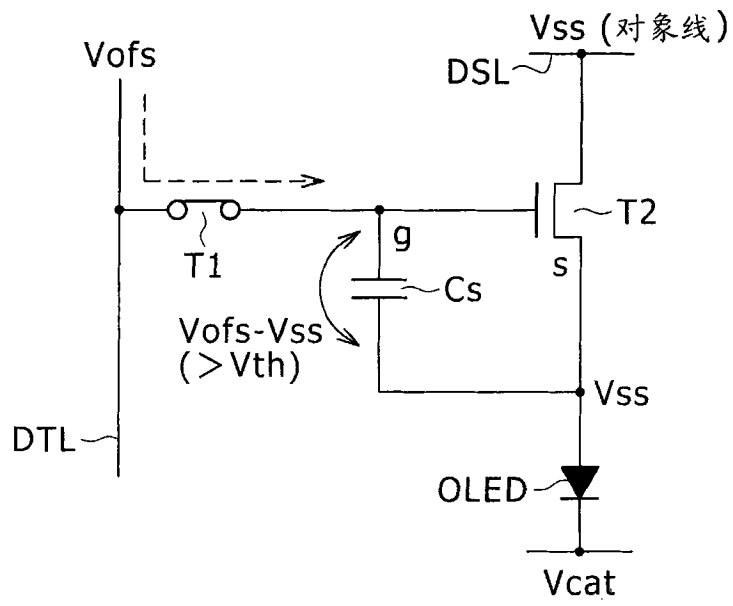 Vss (对象线)
Vofs
DSL
T2
T1
g
s
Cs
Vofs-Vss
(>Vth)
Vss
DTL
OLED
Vcat